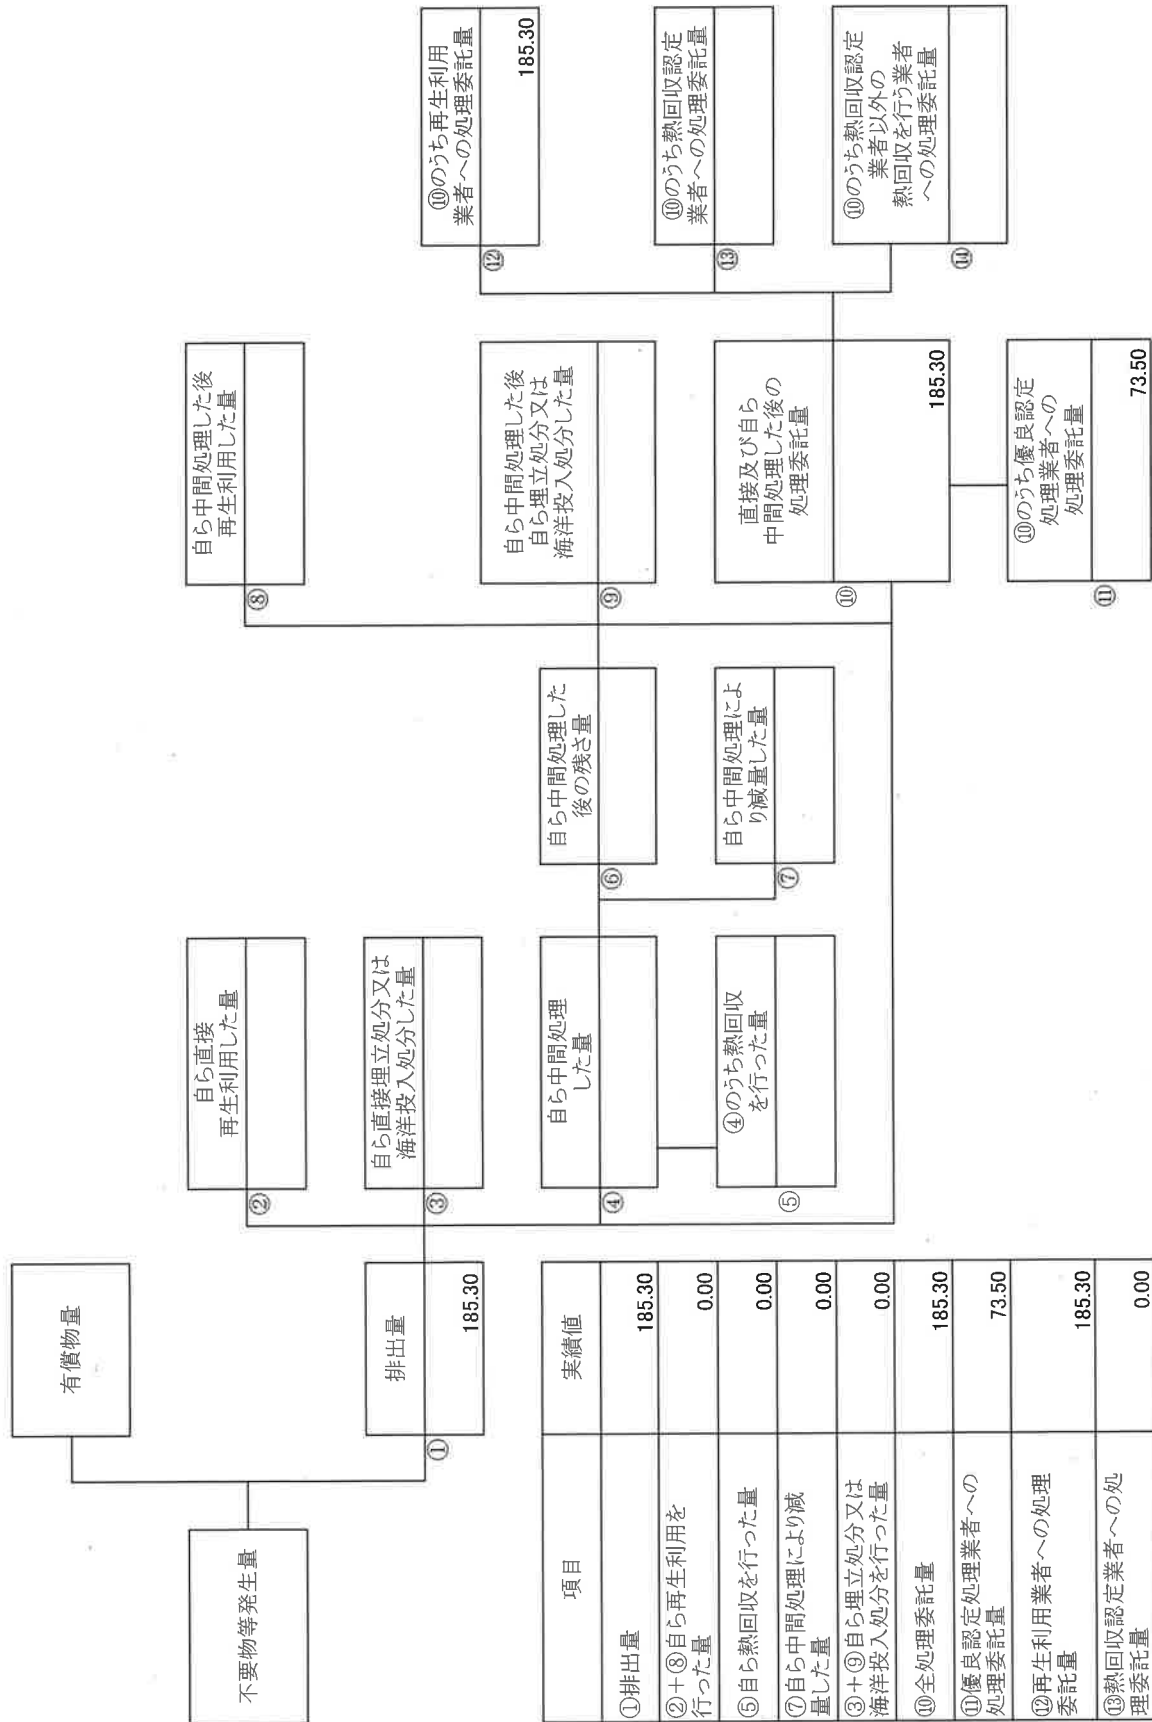 不要物等発生量
有償物量
排出量
①
185.30
自ら直接
再生利用した量
②
自ら直接埋立処分又は
海洋投入処分した量
③
自ら中間処理
した量
④
④のうち熱回収
を行った量
⑤
自ら中間処理した
後の残さ量
⑥
自ら中間処理によ
り減量した量
⑦
自ら中間処理した後
再生利用した量
⑧
自ら中間処理した後
自ら埋立処分又は
海洋投入処分した量
⑨
直接及び自ら
中間処理した後の
処理委託量
⑩
185.30
⑩のうち優良認定
処理業者への
処理委託量
⑪
73.50
⑩のうち再生利用
業者への処理委託量
⑫
185.30
⑩のうち熱回収認定
業者への処理委託量
⑬
⑩のうち熱回収認定
業者以外の
熱回収を行う業者
への処理委託量
⑭
項目 実績値
①排出量 185.30
②+⑧自ら再生利用を
行った量 0.00
⑤自ら熱回収を行った量 0.00
⑦自ら中間処理により減
量した量 0.00
③+⑨自ら埋立処分又は
海洋投入処分を行った量 0.00
⑩全処理委託量 185.30
⑪優良認定処理業者への
処理委託量 73.50
⑫再生利用業者への処理
委託量 185.30
⑬熱回収認定業者への処
理委託量 0.00